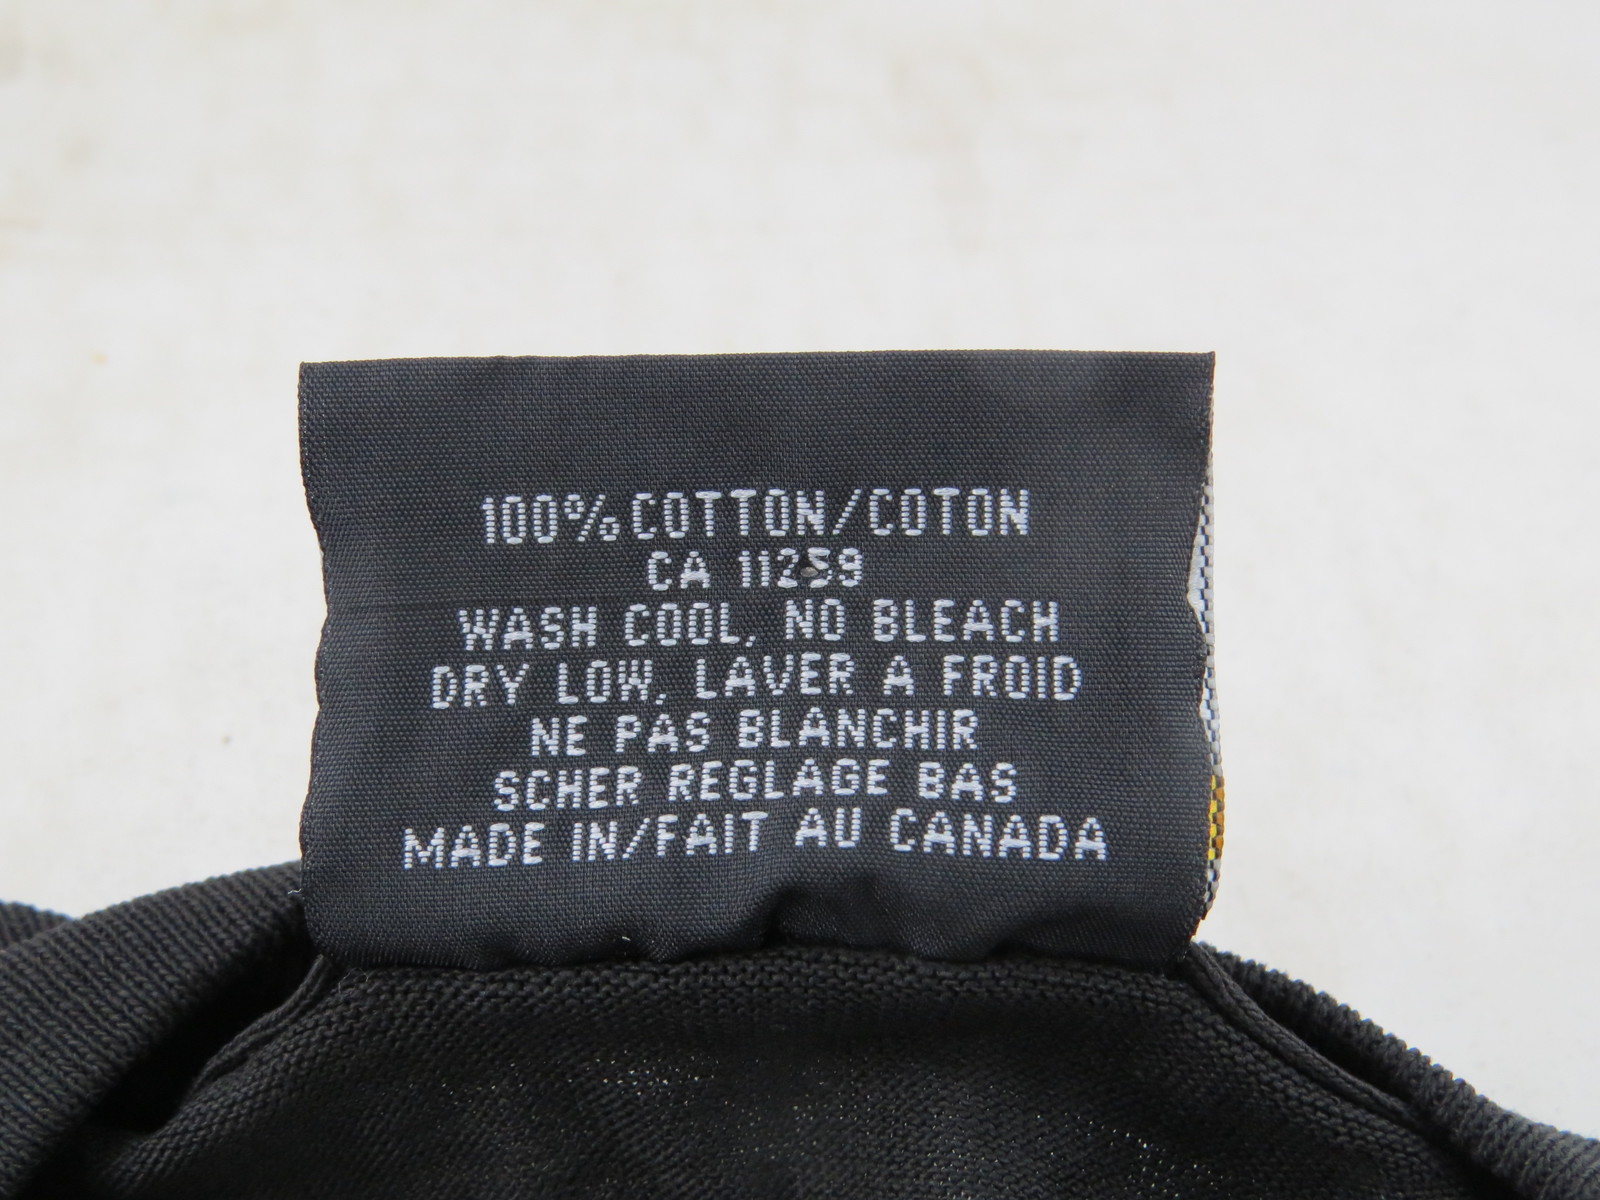 100% COTTON/COTON
CA 11259
WASH COOL, NO BLEACH
DRY LOW, LAVER A FROID
NE PAS BLANCHIR
SCHER REGLAGE BAS
MADE IN/FAIT AU CANADA